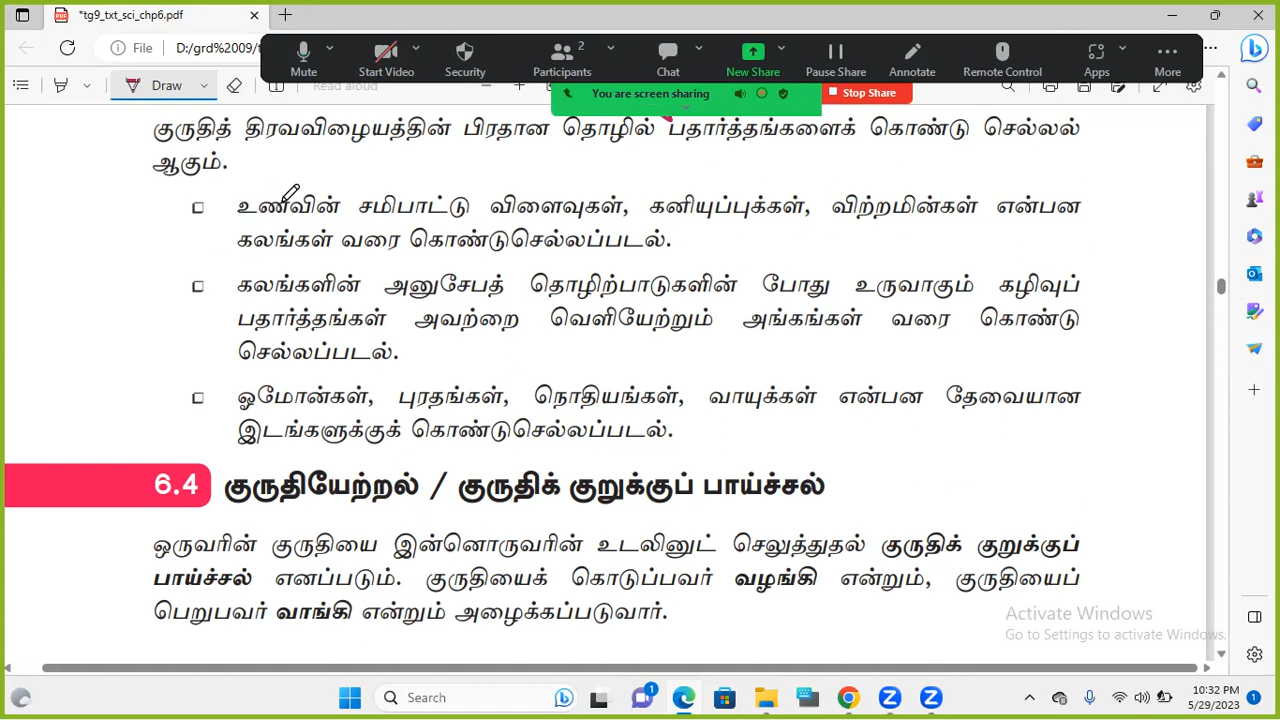 *tg9_txt_sci_chp6.pdf
File
D:/grd%2009/t
Mute
Start Video
Security
Participants
2
Chat
New Share
Pause Share
Annotate
Remote Control
Apps
More
Draw
Read aloud
You are screen sharing
Stop Share
குருதித் திரவவிழையத்தின் பிரதான தொழில் பதார்த்தங்களைக் கொண்டு செல்லல்
ஆகும்.
உணவின் சமிபாட்டு விளைவுகள், கனியுப்புக்கள், விற்றமின்கள் என்பன
கலங்கள் வரை கொண்டுசெல்லப்படல்.
கலங்களின் அனுசேபத் தொழிற்பாடுகளின் போது உருவாகும் கழிவுப்
பதார்த்தங்கள் அவற்றை வெளியேற்றும் அங்கங்கள் வரை கொண்டு
செல்லப்படல்.
ஓமோன்கள், புரதங்கள், நொதியங்கள், வாயுக்கள் என்பன தேவையான
இடங்களுக்குக் கொண்டுசெல்லப்படல்.
6.4 குருதியேற்றல் / குருதிக் குறுக்குப் பாய்ச்சல்
ஒருவரின் குருதியை இன்னொருவரின் உடலினுட் செலுத்துதல் குருதிக் குறுக்குப்
பாய்ச்சல் எனப்படும். குருதியைக் கொடுப்பவர் வழங்கி என்றும், குருதியைப்
பெறுபவர் வாங்கி என்றும் அழைக்கப்படுவார்.
Activate Windows
Go to Settings to activate Windows.
Search
1
10:32 PM
5/29/2023
1